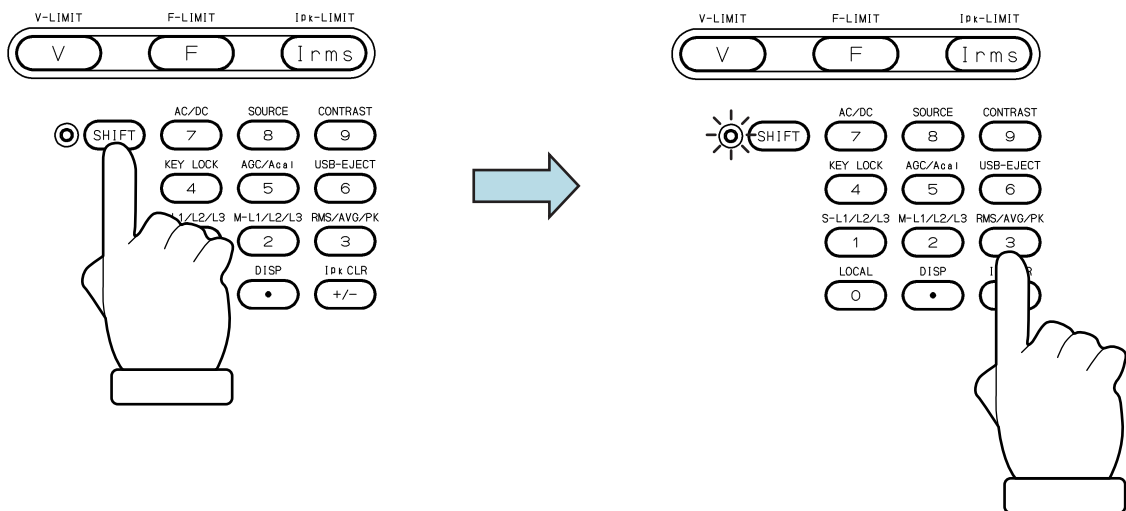 V-LIMIT F-LIMIT Ipk-LIMIT
V F Irms
AC/DC SOURCE CONTRAST
SHIFT 7 8 9
KEY LOCK AGC/Acal USB-EJECT
4 5 6
L1/L2/L3 M-L1/L2/L3 RMS/AVG/PK
2 3
DISP Ipk CLR
• +/-
V-LIMIT F-LIMIT Ipk-LIMIT
V F Irms
AC/DC SOURCE CONTRAST
SHIFT 7 8 9
KEY LOCK AGC/Acal USB-EJECT
4 5 6
S-L1/L2/L3 M-L1/L2/L3 RMS/AVG/PK
1 2 3
LOCAL DISP
0 •